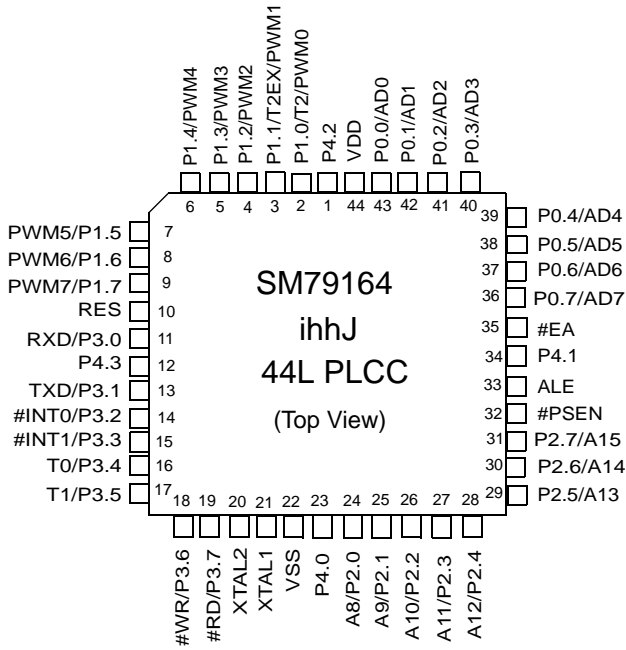 P1.4/PWM4
P1.3/PWM3
P1.2/PWM2
P1.1/T2EX/PWM1
P1.0/T2/PWM0
P4.2
VDD
P0.0/AD0
P0.1/AD1
P0.2/AD2
P0.3/AD3
6 5 4 3 2 1 44 43 42 41 40
PWM5/P1.5 7
PWM6/P1.6 8
PWM7/P1.7 9
RES 10
RXD/P3.0 11
P4.3 12
TXD/P3.1 13
#INT0/P3.2 14
#INT1/P3.3 15
T0/P3.4 16
T1/P3.5 17
SM79164
ihhJ
44L PLCC
(Top View)
39 P0.4/AD4
38 P0.5/AD5
37 P0.6/AD6
36 P0.7/AD7
35 #EA
34 P4.1
33 ALE
32 #PSEN
31 P2.7/A15
30 P2.6/A14
29 P2.5/A13
18 19 20 21 22 23 24 25 26 27 28
#WR/P3.6
#RD/P3.7
XTAL2
XTAL1
VSS
P4.0
A8/P2.0
A9/P2.1
A10/P2.2
A11/P2.3
A12/P2.4